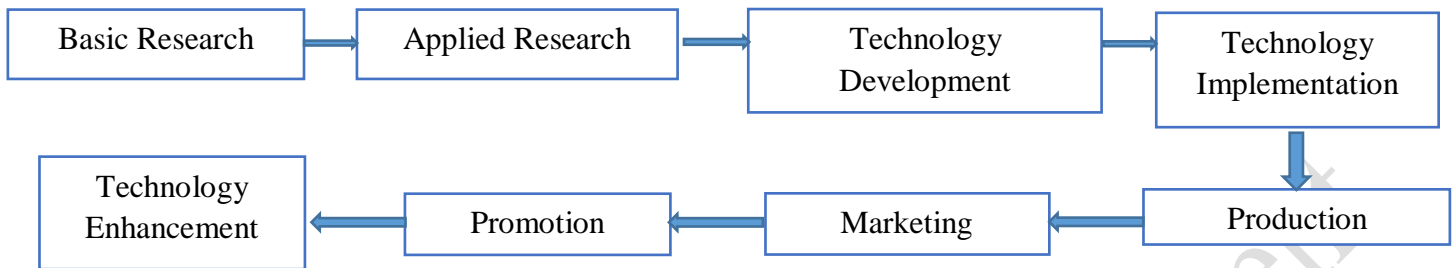 Basic Research
Applied Research
Technology
Development
Technology
Implementation
Production
Marketing
Promotion
Technology
Enhancement